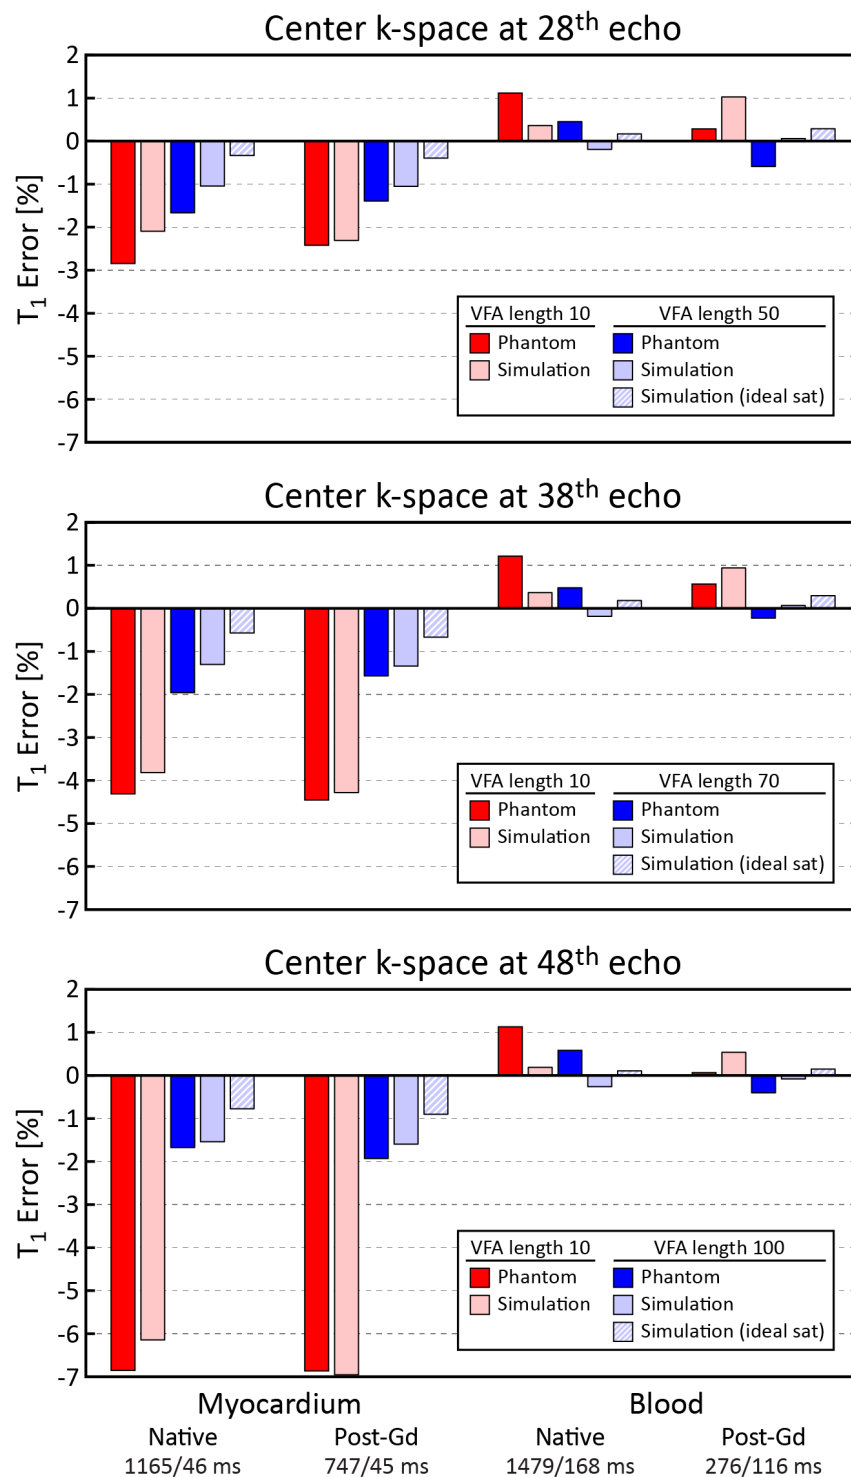 Center k-space at 28th echo
T1 Error [%]
2
1
0
-1
-2
-3
-4
-5
-6
-7
VFA length 10 VFA length 50
Phantom Phantom
Simulation Simulation
Simulation (ideal sat)
Center k-space at 38th echo
T1 Error [%]
2
1
0
-1
-2
-3
-4
-5
-6
-7
VFA length 10 VFA length 70
Phantom Phantom
Simulation Simulation
Simulation (ideal sat)
Center k-space at 48th echo
T1 Error [%]
2
1
0
-1
-2
-3
-4
-5
-6
-7
VFA length 10 VFA length 100
Phantom Phantom
Simulation Simulation
Simulation (ideal sat)
Myocardium Blood
Native Post-Gd Native Post-Gd
1165/46 ms 747/45 ms 1479/168 ms 276/116 ms